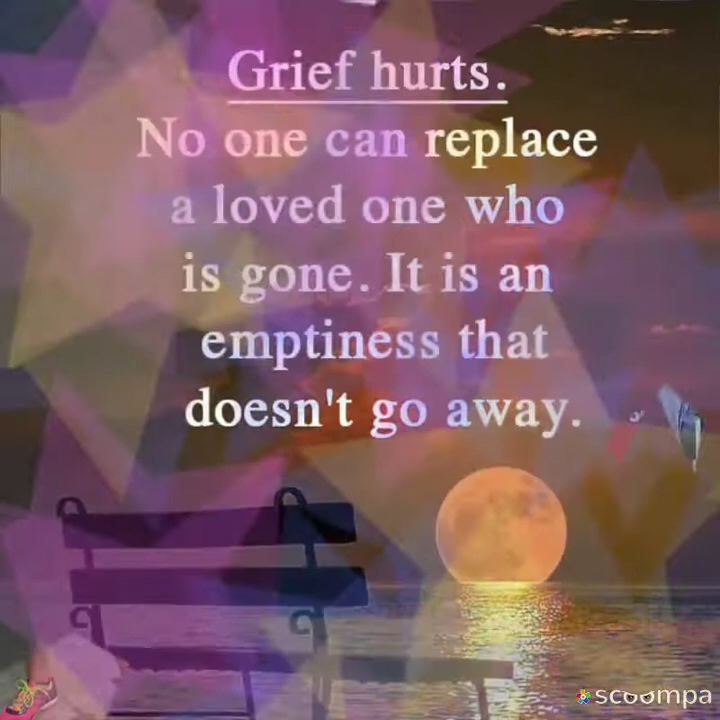 Grief hurts.
No one can replace
a loved one who
is gone. It is an
emptiness that
doesn't go away.
scoompa